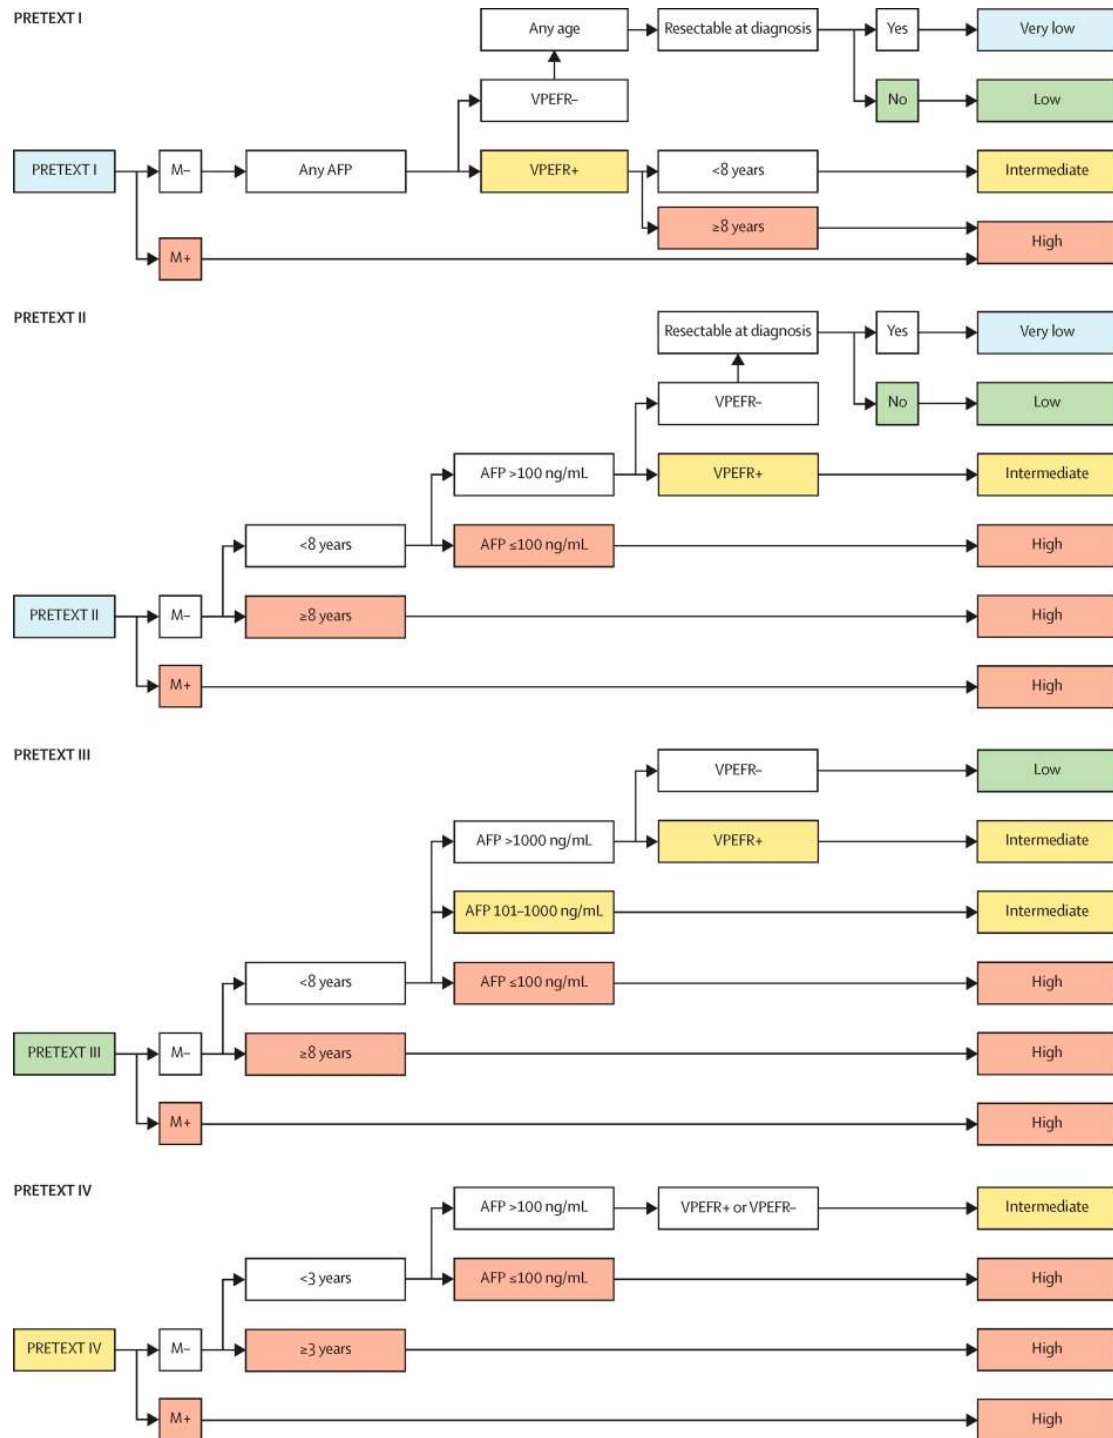 PRETEXT I
Any age
Resectable at diagnosis
Yes
Very low
VPEFR–
No
Low
PRETEXT I
M–
Any AFP
VPEFR+
<8 years
Intermediate
≥8 years
High
M+
PRETEXT II
Resectable at diagnosis
Yes
Very low
VPEFR–
No
Low
AFP >100 ng/mL
VPEFR+
Intermediate
<8 years
AFP ≤100 ng/mL
High
PRETEXT II
M–
≥8 years
High
M+
High
PRETEXT III
VPEFR–
Low
AFP >1000 ng/mL
VPEFR+
Intermediate
AFP 101–1000 ng/mL
Intermediate
<8 years
AFP ≤100 ng/mL
High
PRETEXT III
M–
≥8 years
High
M+
High
PRETEXT IV
AFP >100 ng/mL
VPEFR+ or VPEFR–
Intermediate
<3 years
AFP ≤100 ng/mL
High
PRETEXT IV
M–
≥3 years
High
M+
High